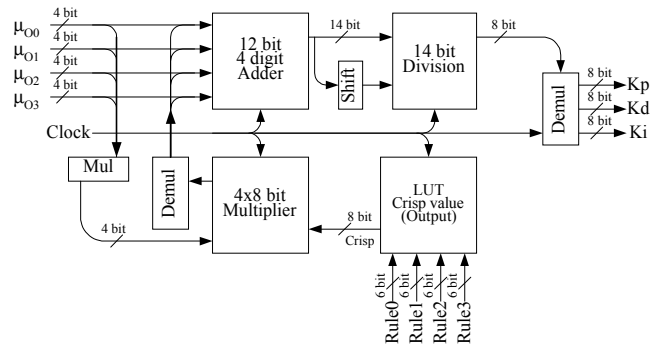 μO0 4 bit
μO1 4 bit
μO2 4 bit
μO3 4 bit
12 bit
4 digit
Adder
14 bit
Shift
14 bit
Division
8 bit
Demul
8 bit Kp
8 bit Kd
8 bit Ki
Clock
Mul
4 bit
Demul
4x8 bit
Multiplier
8 bit
Crisp
LUT
Crisp value
(Output)
6 bit
6 bit
6 bit
6 bit
Rule0
Rule1
Rule2
Rule3